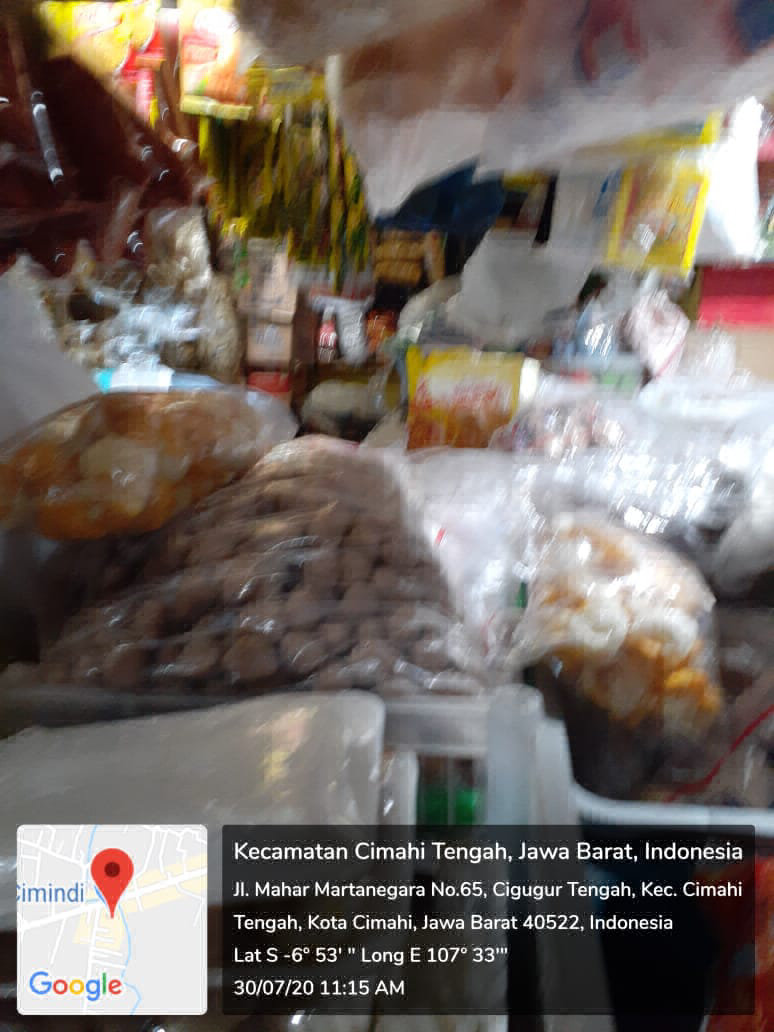 Kecamatan Cimahi Tengah, Jawa Barat, Indonesia
Jl. Mahar Martanegara No.65, Cigugur Tengah, Kec. Cimahi
Tengah, Kota Cimahi, Jawa Barat 40522, Indonesia
Lat S -6° 53' " Long E 107° 33'"
30/07/20 11:15 AM
Cimindi
Google